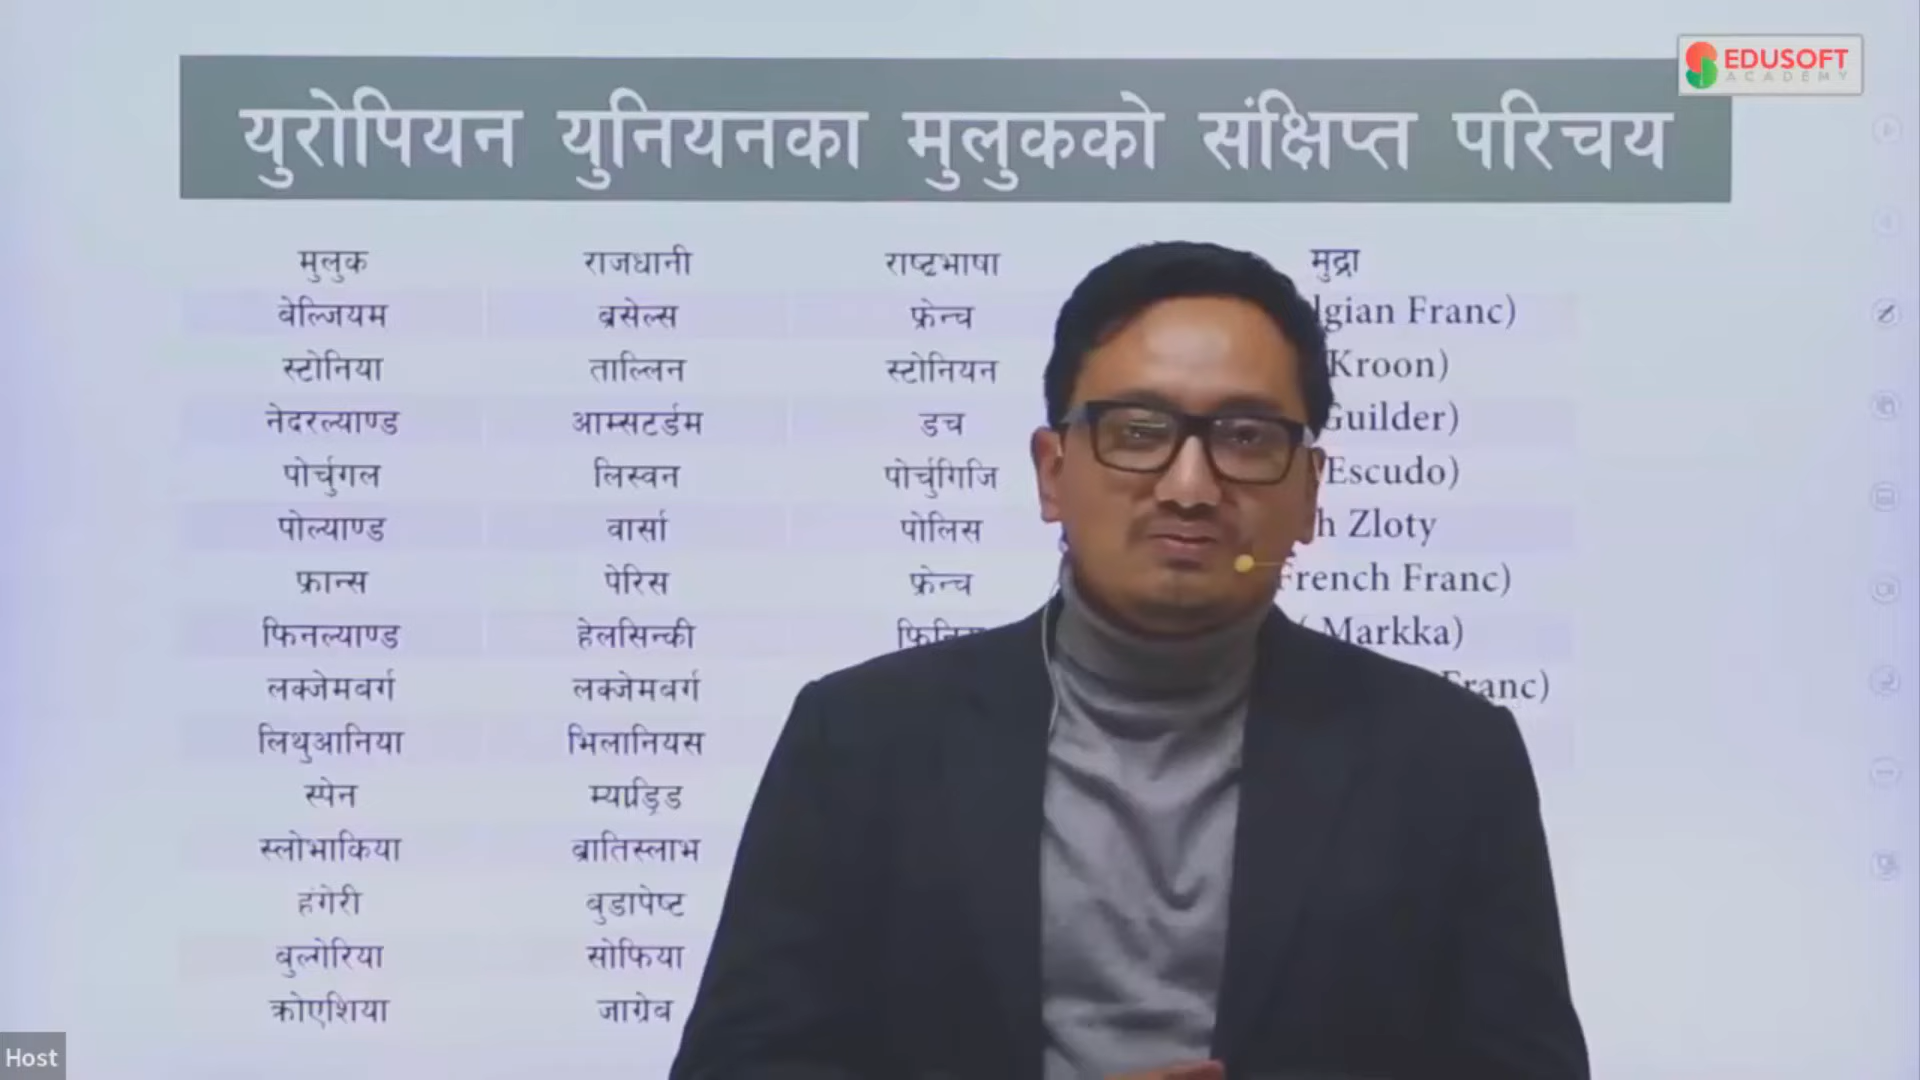 EDUSOFT
ACADEMY
युरोपियन युनियनका मुलुकको संक्षिप्त परिचय
मुलुक राजधानी राष्ट्रभाषा मुद्रा
बेल्जियम ब्रसेल्स फ्रेन्च Franc)
स्टोनिया ताल्लिन स्टोनियन Kroon)
नेदरल्याण्ड आम्सटर्डम डच Guilder)
पोर्चुगल लिस्वन पोर्चुगिजि Escudo)
पोल्याण्ड वार्सा पोलिस Zloty
फ्रान्स पेरिस फ्रेन्च French Franc)
फिनल्याण्ड हेलसिन्की ( Markka)
लक्जेमबर्ग लक्जेमबर्ग Franc)
लिथुआनिया भिलानियस
स्पेन म्याड्रिड
स्लोभाकिया ब्रातिस्लाभ
हंगेरी बुडापेष्ट
बुल्गेरिया सोफिया
क्रोएशिया जाग्रेब
Host